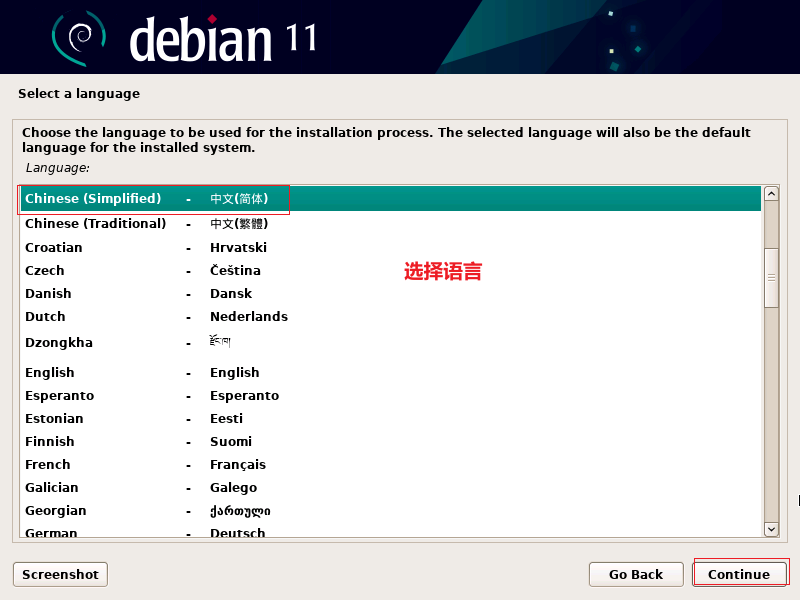 debian 11
Select a language
Choose the language to be used for the installation process. The selected language will also be the default
language for the installed system.
Language:
Chinese (Simplified) - 中文(简体)
Chinese (Traditional) - 中文(繁體)
Croatian - Hrvatski
选择语言
Czech - Čeština
Danish - Dansk
Dutch - Nederlands
Dzongkha - རྫོང་ཁ།
English - English
Esperanto - Esperanto
Estonian - Eesti
Finnish - Suomi
French - Français
Galician - Galego
Georgian - ქართული
German - Deutsch
Screenshot
Go Back
Continue